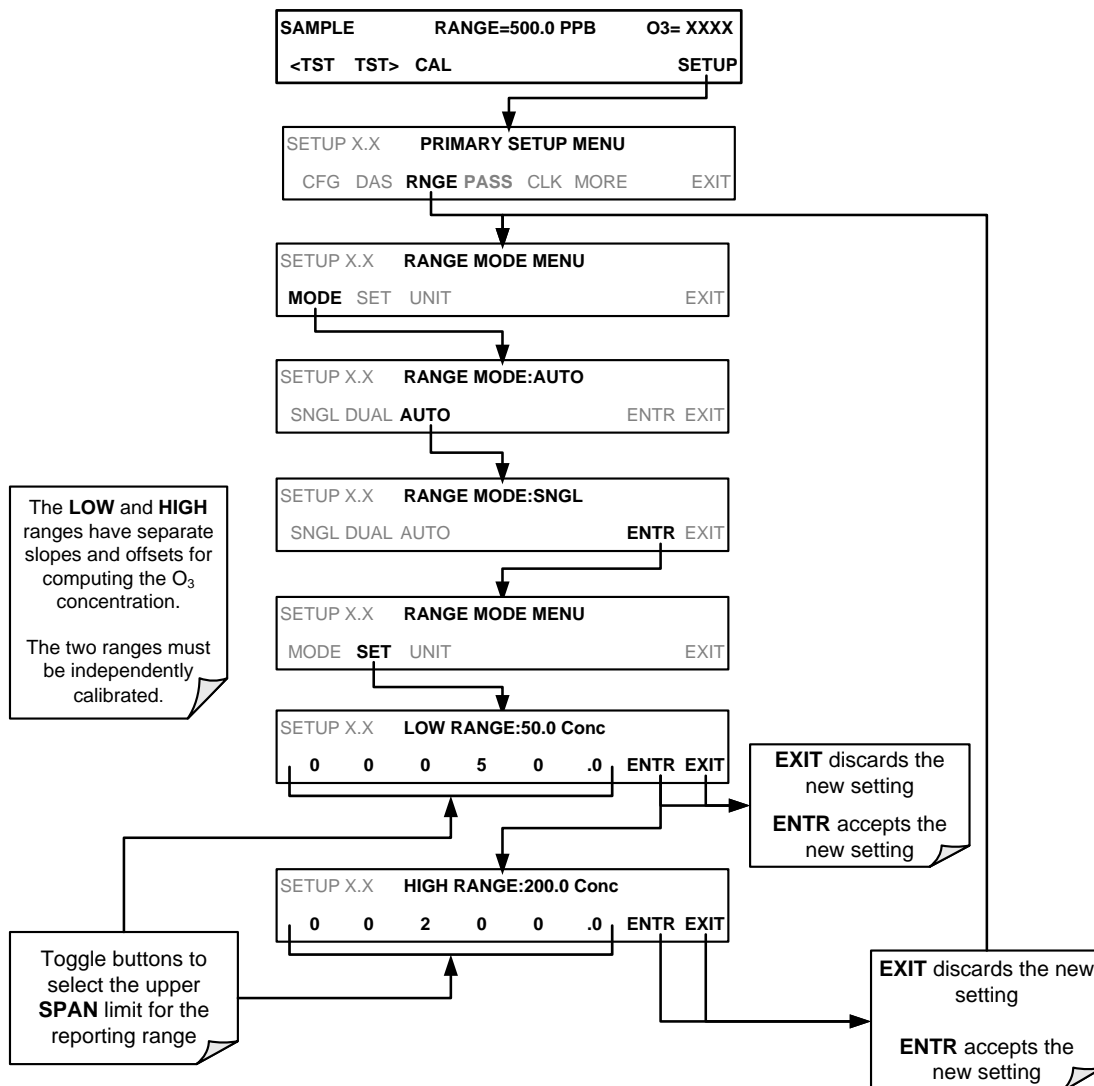 SAMPLE RANGE=500.0 PPB O3= XXXX
<TST TST> CAL SETUP
SETUP X.X PRIMARY SETUP MENU
CFG DAS RNGE PASS CLK MORE EXIT
SETUP X.X RANGE MODE MENU
MODE SET UNIT EXIT
SETUP X.X RANGE MODE:AUTO
SNGL DUAL AUTO ENTR EXIT
SETUP X.X RANGE MODE:SNGL
SNGL DUAL AUTO ENTR EXIT
The LOW and HIGH
ranges have separate
slopes and offsets for
computing the O₃
concentration.
The two ranges must
be independently
calibrated.
SETUP X.X RANGE MODE MENU
MODE SET UNIT EXIT
SETUP X.X LOW RANGE:50.0 Conc
0 0 0 5 0 .0 ENTR EXIT
EXIT discards the
new setting
ENTR accepts the
new setting
SETUP X.X HIGH RANGE:200.0 Conc
0 0 2 0 0 .0 ENTR EXIT
Toggle buttons to
select the upper
SPAN limit for the
reporting range
EXIT discards the new
setting
ENTR accepts the
new setting